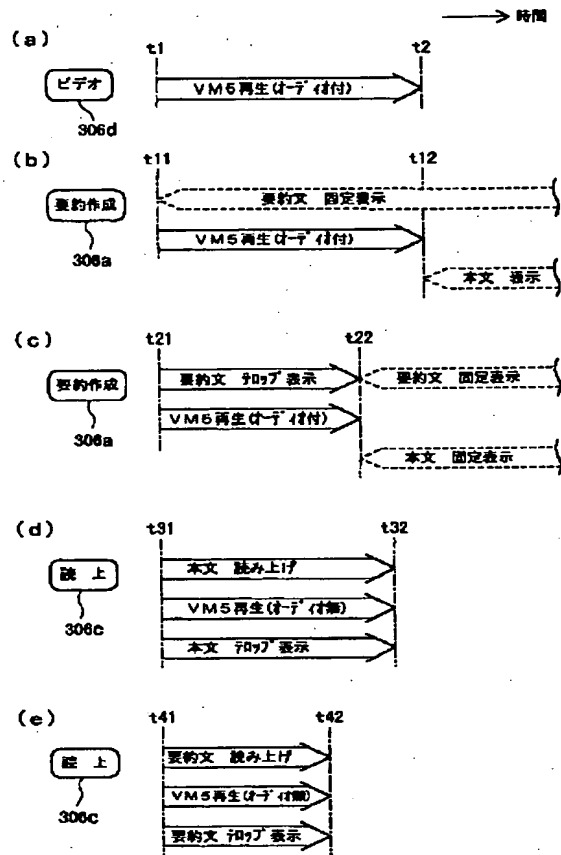 時間
(a)
t1 t2
ビデオ
VM5再生(オーディオ付)
306d
(b)
t11 t12
要約作成
要約文 固定表示
VM5再生(オーディオ付)
306a
本文 表示
(c)
t21 t22
要約作成
要約文 テロップ表示
要約文 固定表示
VM5再生(オーディオ付)
306a
本文 固定表示
(d)
t31 t32
読上
本文 読み上げ
VM5再生(オーディオ無)
306c
本文 テロップ表示
(e)
t41 t42
読上
要約文 読み上げ
VM5再生(オーディオ無)
306c
要約文 テロップ表示